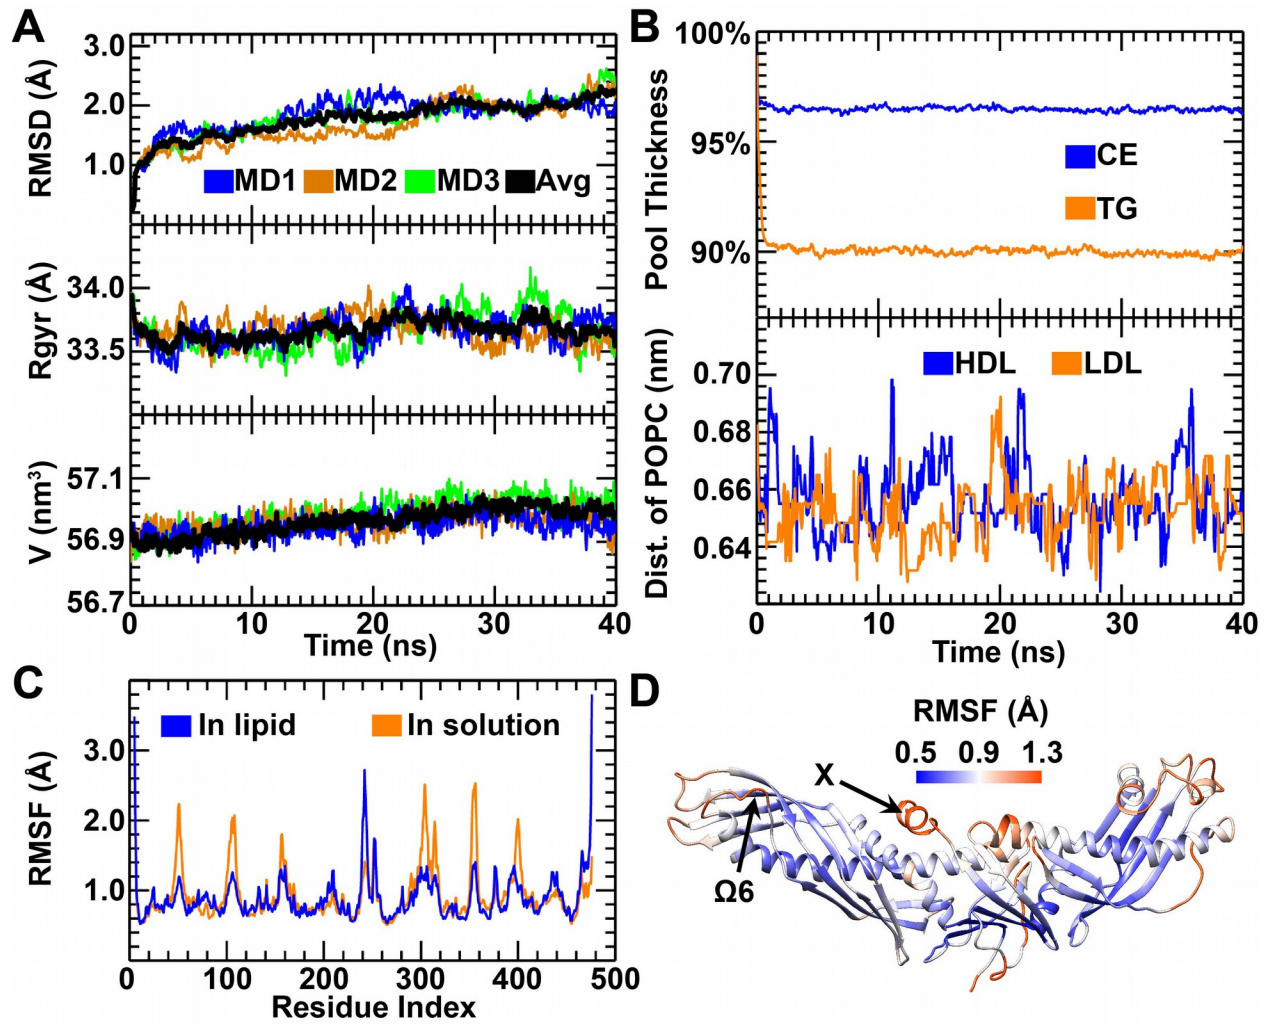 A
RMSD (Å)
3.0
2.0
1.0
MD1 MD2 MD3 Avg
Rgyr (Å)
34.0
33.5
V (nm³)
57.1
56.9
56.7
0 10 20 30 40
Time (ns)
B
Pool Thickness
100%
95%
90%
CE
TG
Dist. of POPC (nm)
0.70
0.68
0.66
0.64
HDL LDL
0 10 20 30 40
Time (ns)
C
RMSF (Å)
3.0
2.0
1.0
In lipid In solution
0 100 200 300 400 500
Residue Index
D
RMSF (Å)
0.5 0.9 1.3
X
Ω6